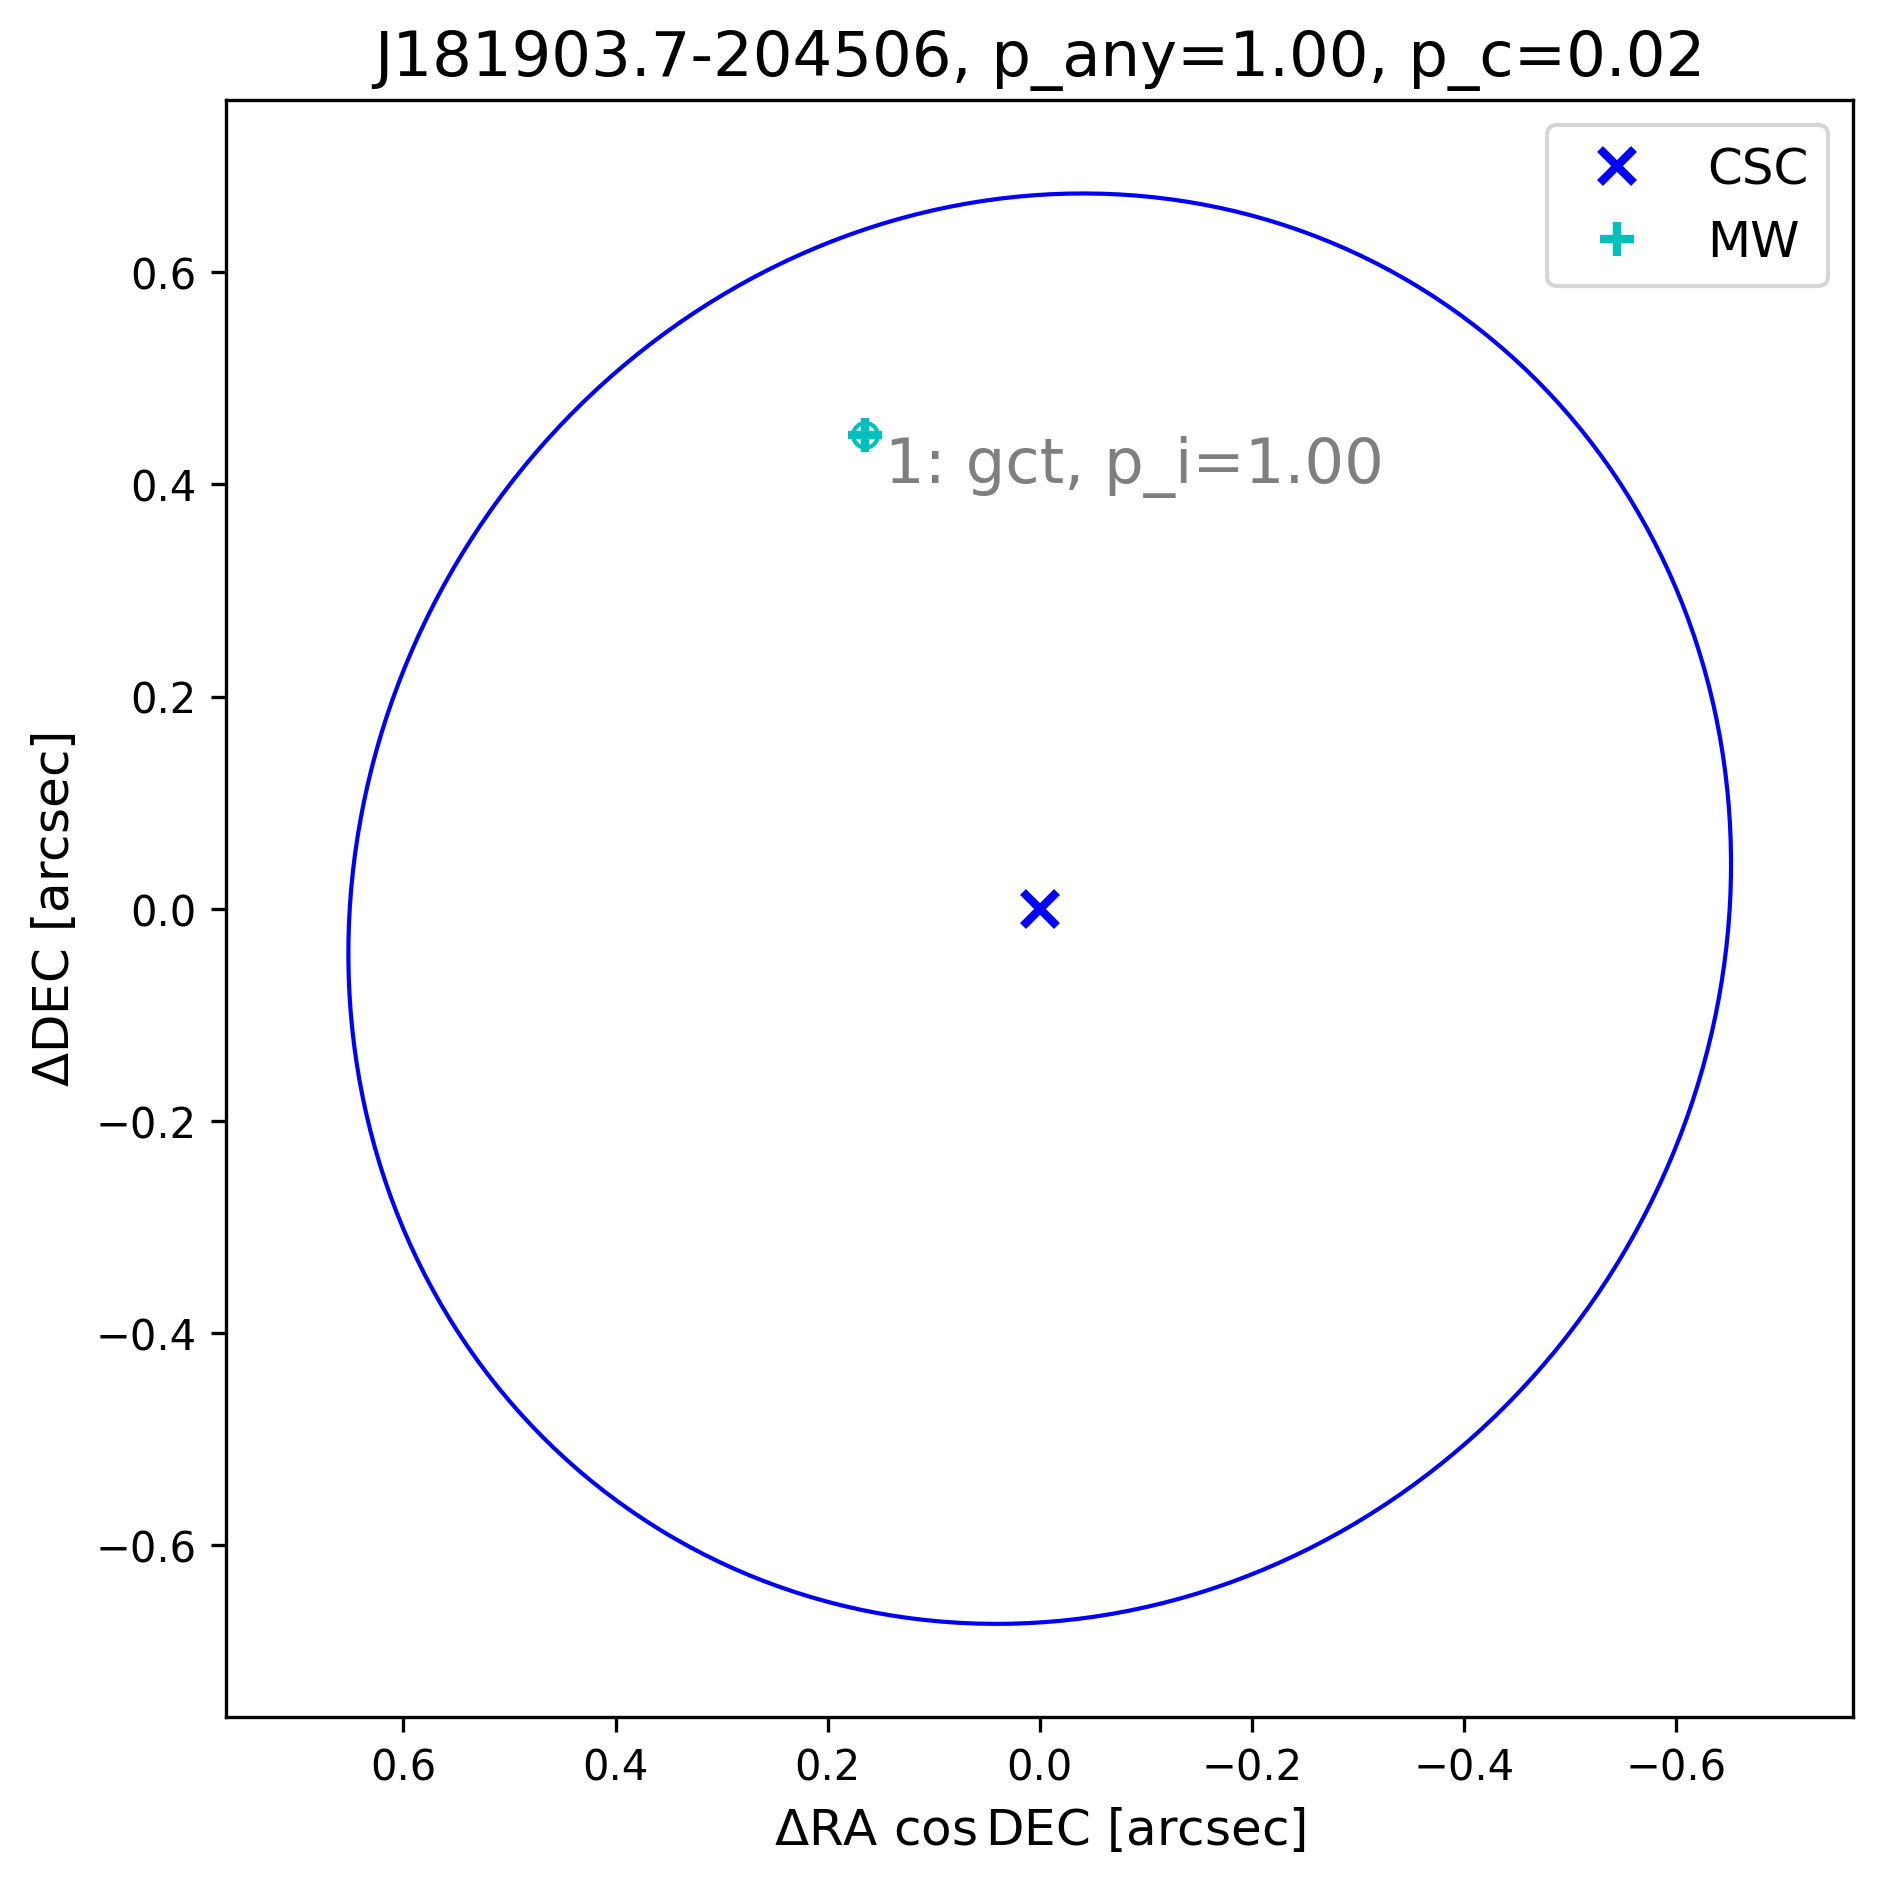 J181903.7-204506, p_any=1.00, p_c=0.02
CSC
MW
1: gct, p_i=1.00
0.6
0.4
0.2
0.0
−0.2
−0.4
−0.6
ΔDEC [arcsec]
0.6 0.4 0.2 0.0 −0.2 −0.4 −0.6
ΔRA cos DEC [arcsec]